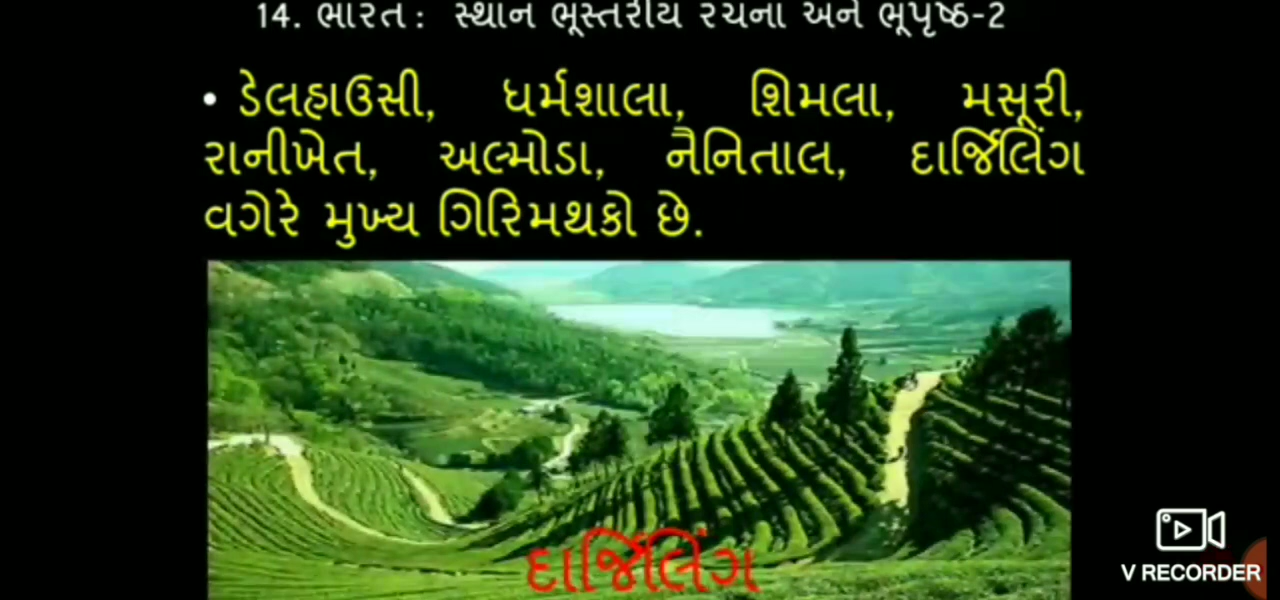 14. ભારત : સ્થાન ભૂસ્તરીય રચના અને ભૂપૃષ્ઠ-2
• ડેલહાઉસી, ધર્મશાલા, શિમલા, મસૂરી,
રાનીખેત, અલ્મોડા, નૈનિતાલ, દાર્જિલિંગ
વગેરે મુખ્ય ગિરિમથકો છે.
દાર્જિલિંગ
V RECORDER